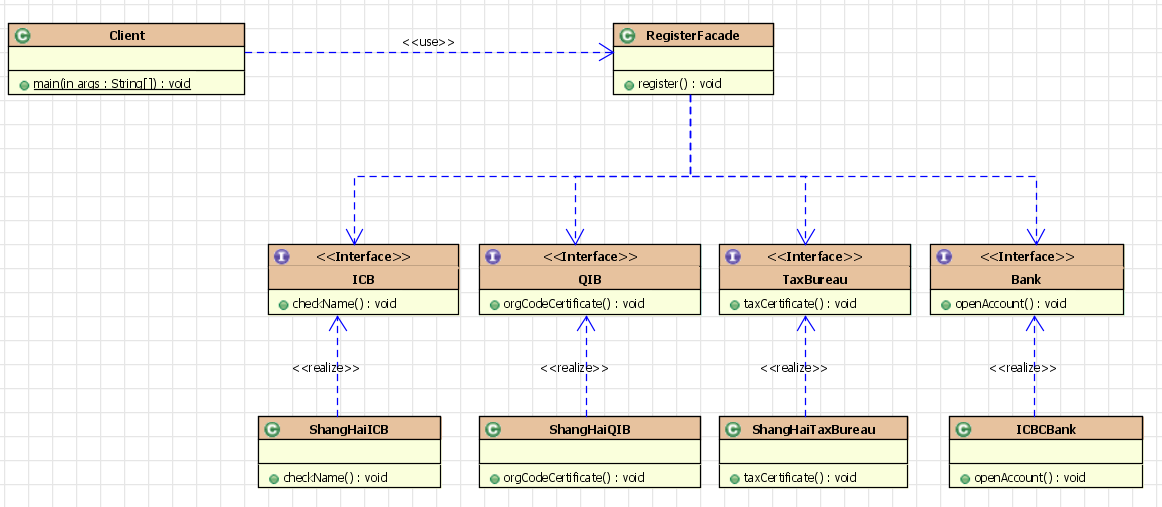 Client
<<use>>
RegisterFacade
main(in args : String[]) : void
register() : void
<<Interface>>
ICB
checkName() : void
<<Interface>>
QIB
orgCodeCertificate() : void
<<Interface>>
TaxBureau
taxCertificate() : void
<<Interface>>
Bank
openAccount() : void
<<realize>>
<<realize>>
<<realize>>
<<realize>>
ShangHaiICB
checkName() : void
ShangHaiQIB
orgCodeCertificate() : void
ShangHaiTaxBureau
taxCertificate() : void
ICBCBank
openAccount() : void